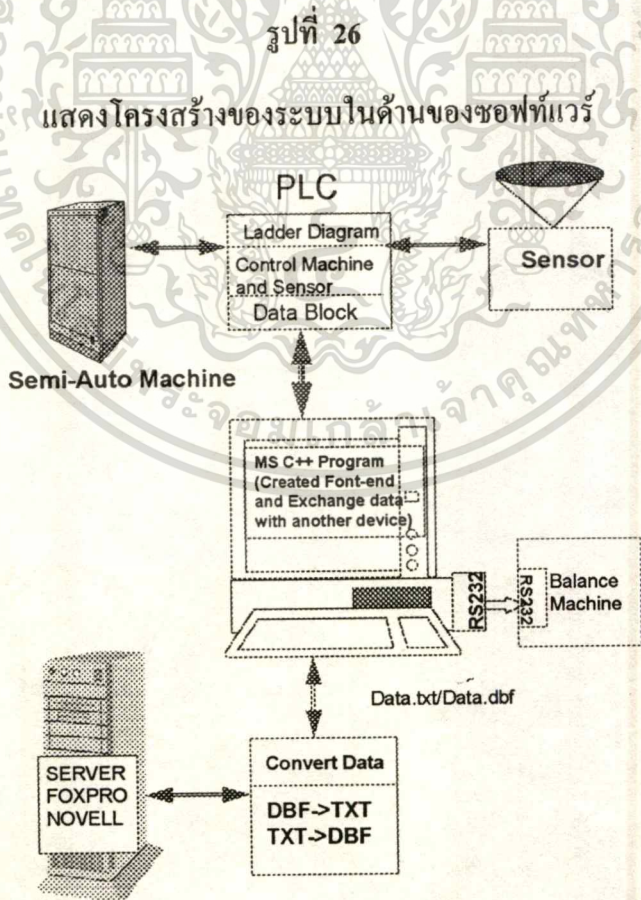 รูปที่ 26
แสดงโครงสร้างของระบบในด้านของซอฟท์แวร์
PLC
Ladder Diagram
Control Machine
and Sensor
Data Block
Sensor
Semi-Auto Machine
MS C++ Program
(Created Font-end
and Exchange data
with another device)
RS232
RS232
Balance
Machine
Data.txt/Data.dbf
SERVER
FOXPRO
NOVELL
Convert Data
DBF->TXT
TXT->DBF